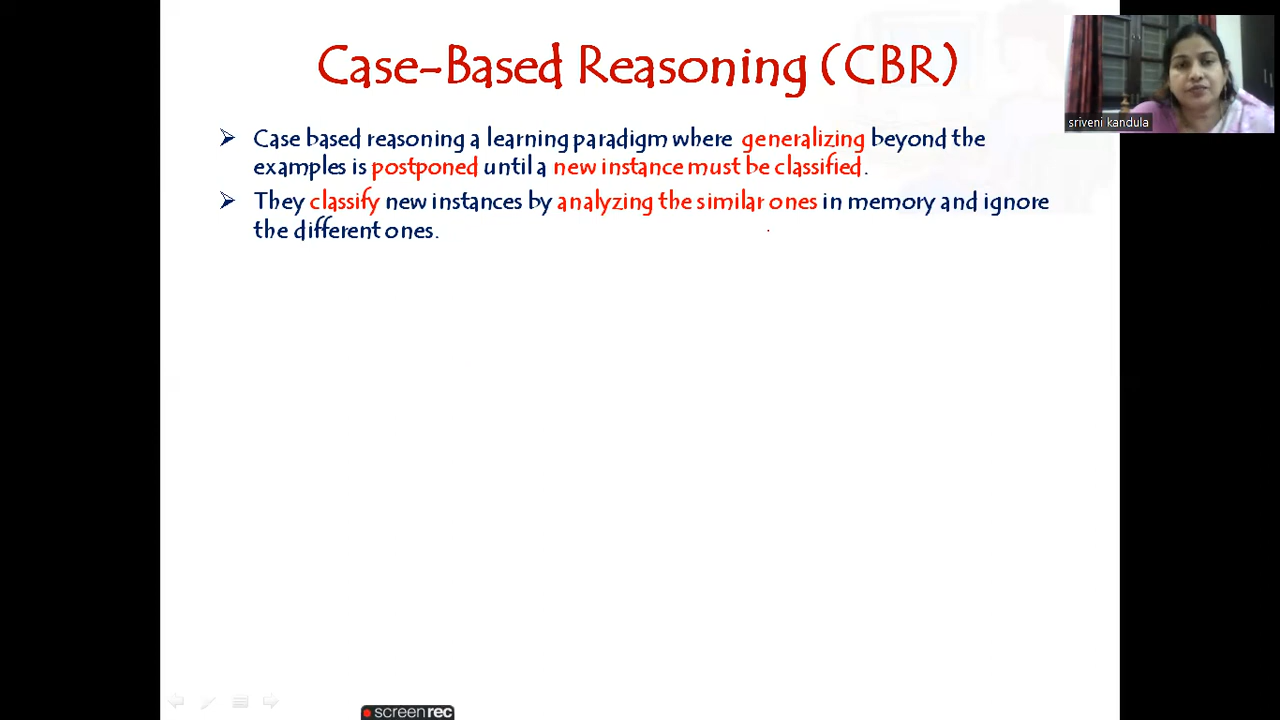 Case-Based Reasoning (CBR)
sriveni kandula
➢ Case based reasoning a learning paradigm where generalizing beyond the
examples is postponed until a new instance must be classified.
➢ They classify new instances by analyzing the similar ones in memory and ignore
the different ones.
screenrec